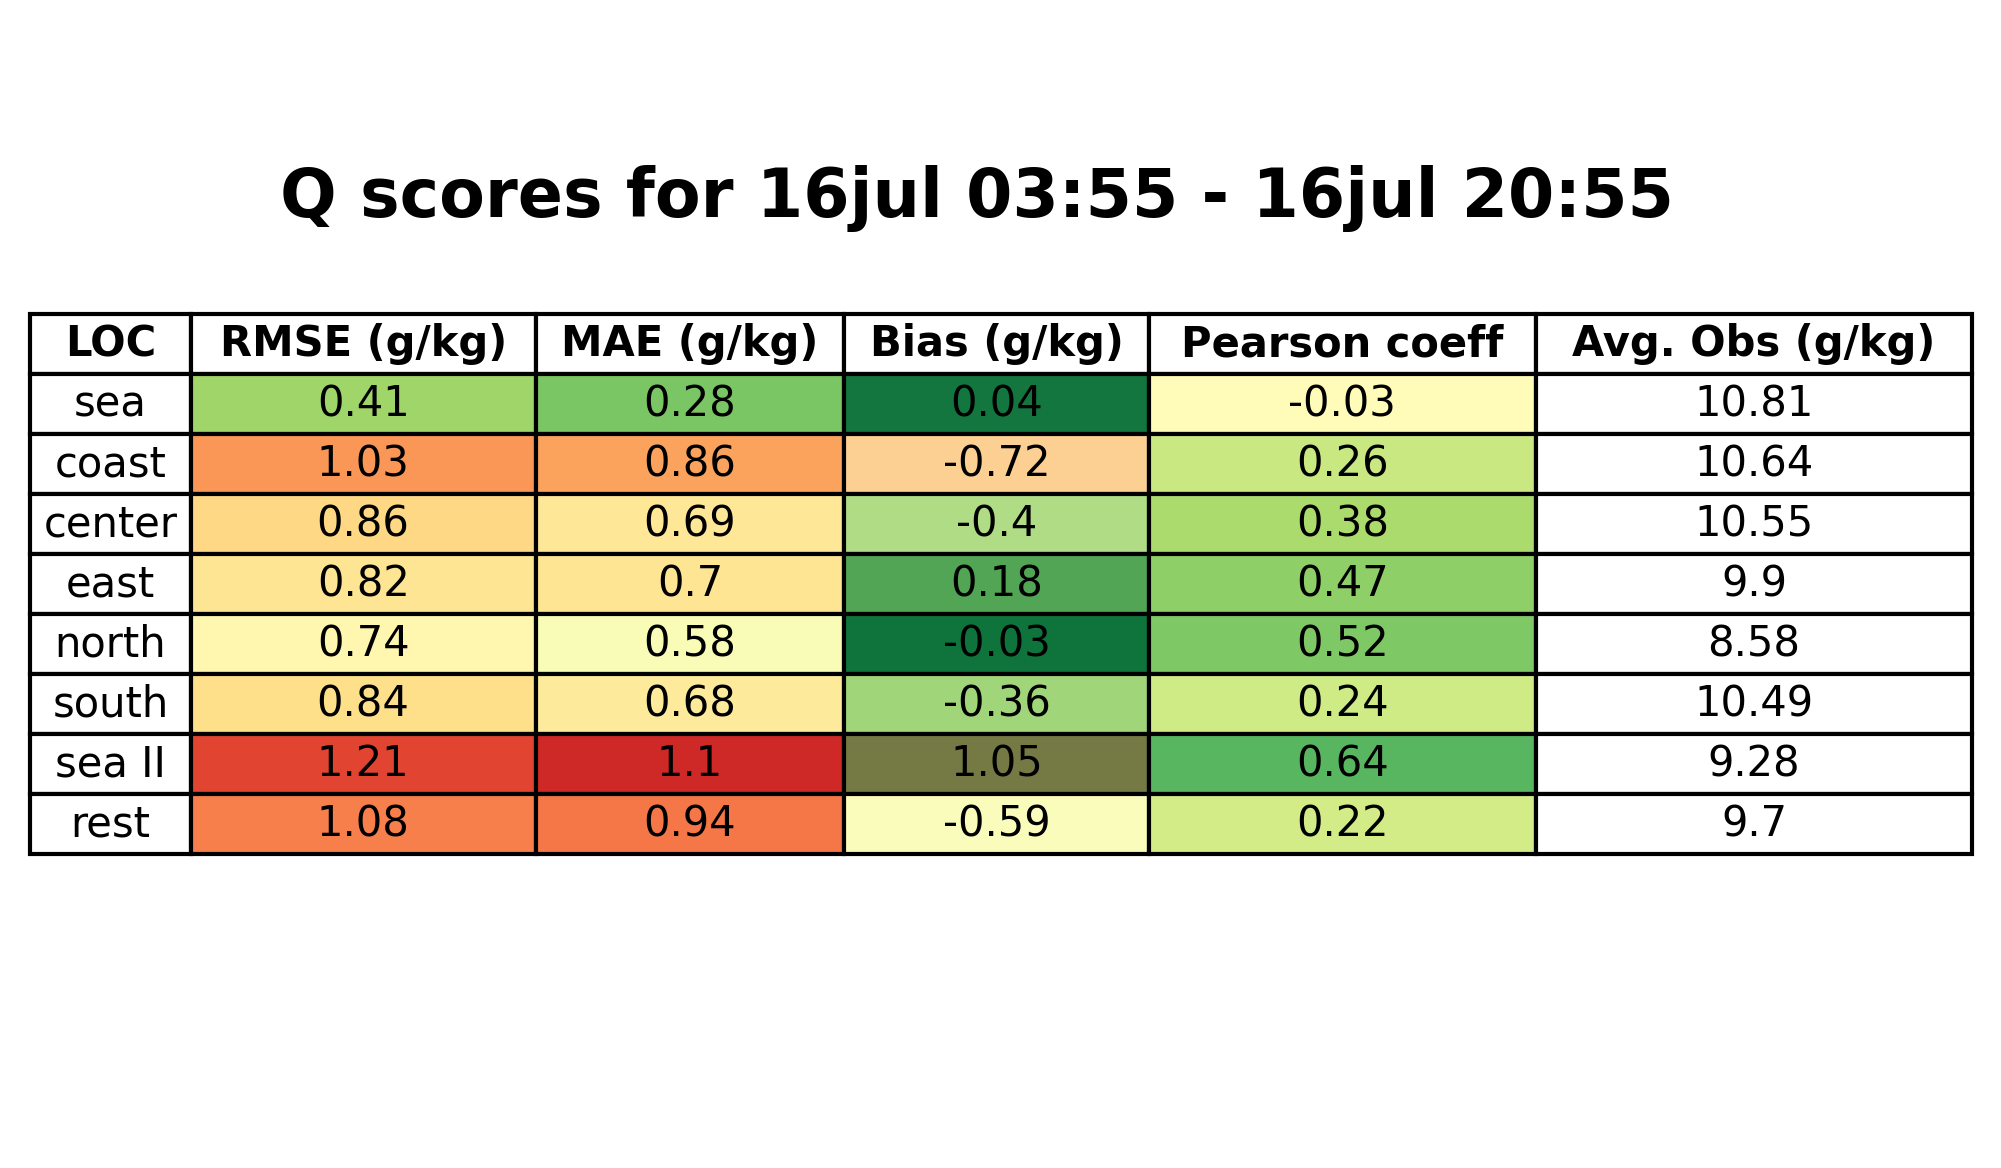 Q scores for 16jul 03:55 - 16jul 20:55
LOC RMSE (g/kg) MAE (g/kg) Bias (g/kg) Pearson coeff Avg. Obs (g/kg)
sea 0.41 0.28 0.04 -0.03 10.81
coast 1.03 0.86 -0.72 0.26 10.64
center 0.86 0.69 -0.4 0.38 10.55
east 0.82 0.7 0.18 0.47 9.9
north 0.74 0.58 -0.03 0.52 8.58
south 0.84 0.68 -0.36 0.24 10.49
sea II 1.21 1.1 1.05 0.64 9.28
rest 1.08 0.94 -0.59 0.22 9.7